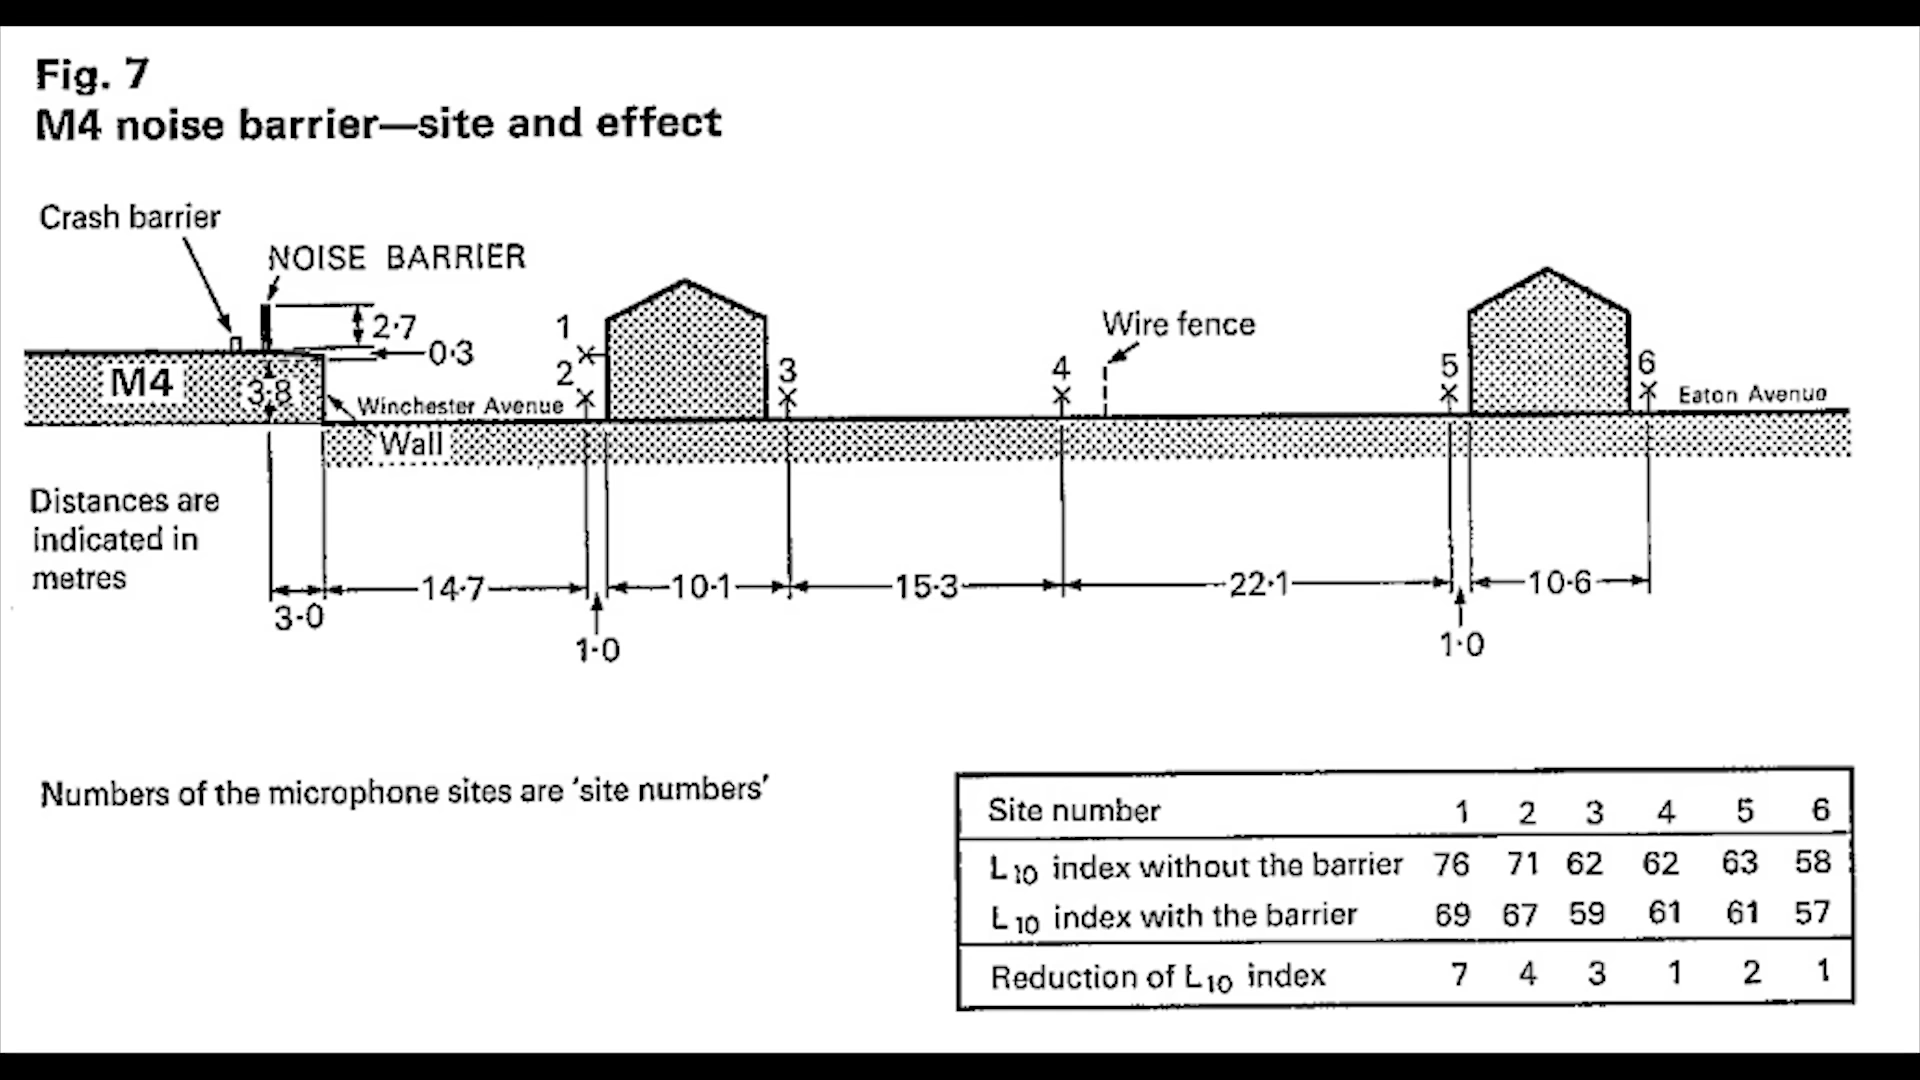 Fig. 7
M4 noise barrier—site and effect
Crash barrier
NOISE BARRIER
2·7
0·3
M4
3·8
Winchester Avenue
Wall
1
2
3
4
Wire fence
5
6
Eaton Avenue
Distances are
indicated in
metres
3·0
14·7
1·0
10·1
15·3
22·1
1·0
10·6
Numbers of the microphone sites are 'site numbers'
Site number 1 2 3 4 5 6
L10 index without the barrier 76 71 62 62 63 58
L10 index with the barrier 69 67 59 61 61 57
Reduction of L10 index 7 4 3 1 2 1